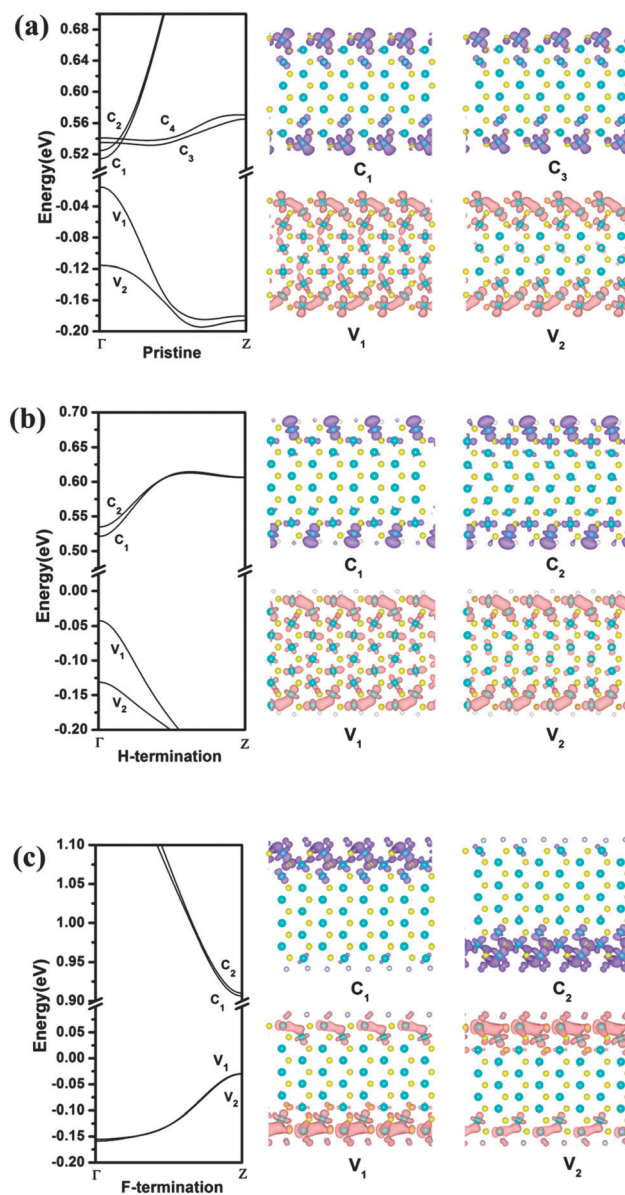 (a)
Energy(eV)
0.68
0.64
0.60
0.56
0.52
-0.04
-0.08
-0.12
-0.16
-0.20
C2
C4
C1
C3
V1
V2
Γ
Z
Pristine
C1
C3
V1
V2
(b)
Energy(eV)
0.70
0.65
0.60
0.55
0.50
0.00
-0.05
-0.10
-0.15
-0.20
C2
C1
V1
V2
Γ
Z
H-termination
C1
C2
V1
V2
(c)
Energy(eV)
1.10
1.05
1.00
0.95
0.90
0.05
0.00
-0.05
-0.10
-0.15
-0.20
C2
C1
V1
V2
Γ
Z
F-termination
C1
C2
V1
V2